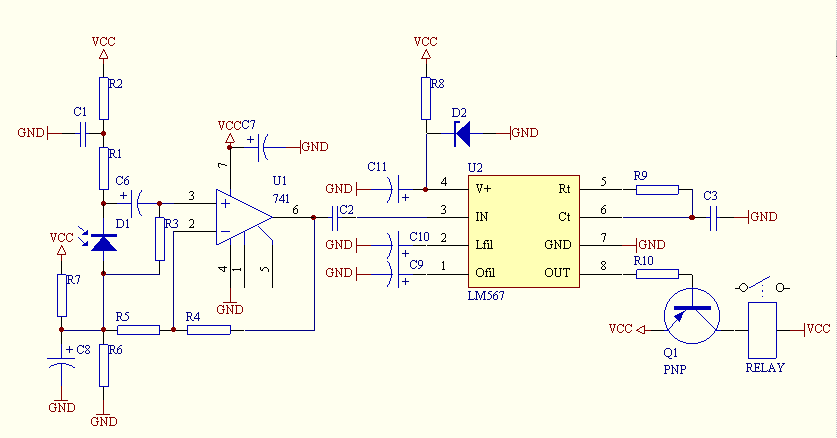 VCC
R2
GND
C1
R1
C6
D1
VCC
R7
C8
GND
R3
R5
R6
GND
R4
VCC
C7
GND
7
U1
741
3
2
6
4
1
5
GND
C2
VCC
R8
D2
GND
C11
GND
GND
C10
GND
C9
U2
4
V+
3
IN
2
Lfil
1
Ofil
Rt
5
Ct
6
GND
7
OUT
8
LM567
R9
C3
GND
GND
R10
VCC
Q1
PNP
RELAY
VCC